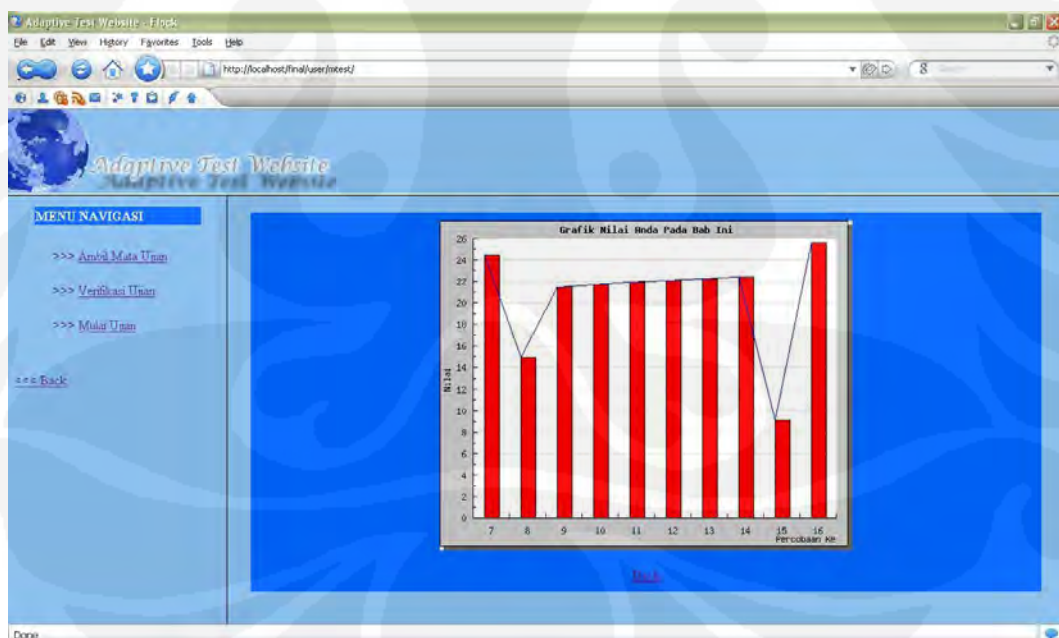 Adaptive Test Website - Flock
File Edit View History Favorites Tools Help
http://localhost/final/user/mtest/
Adaptive Test Website
MENU NAVIGASI
>>> Ambil Mata Ujian
>>> Verifikasi Ujian
>>> Mulai Ujian
<<< Back
Grafik Nilai Anda Pada Bab Ini
Nilai
26
24
22
20
18
16
14
12
10
8
6
4
2
0
7 8 9 10 11 12 13 14 15 16
Percobaan Ke
Done